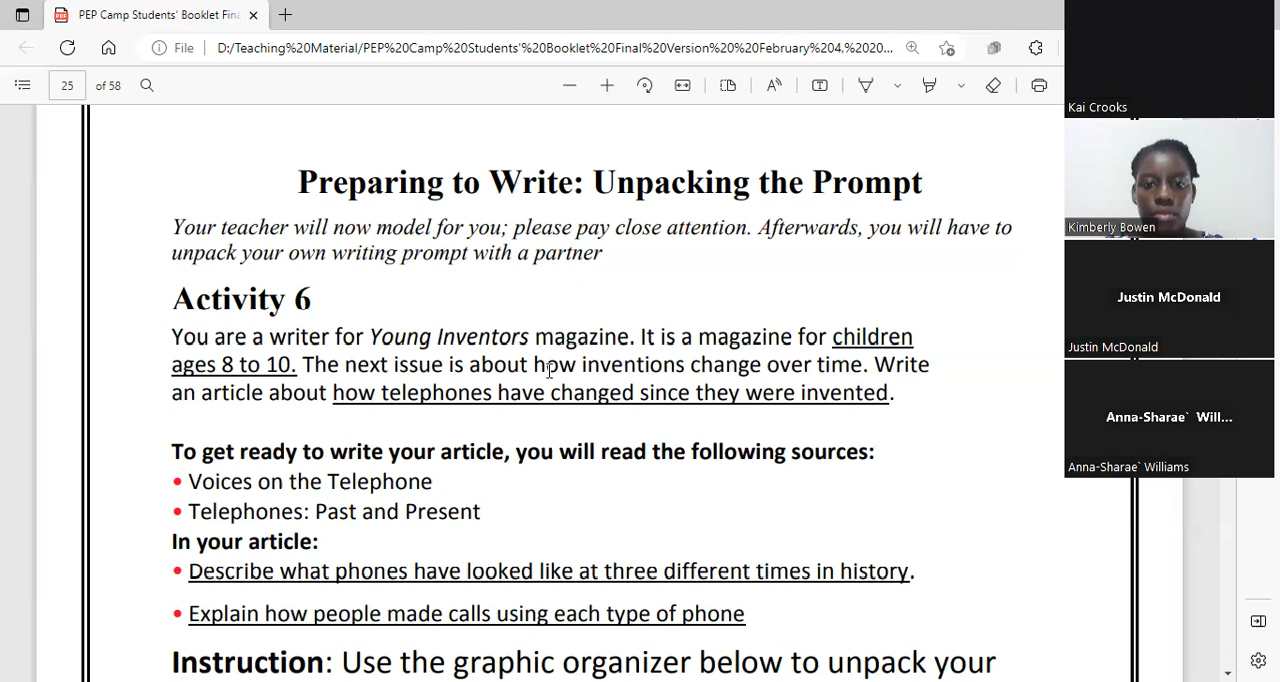 PEP Camp Students' Booklet Fina
File
D:/Teaching%20Material/PEP%20Camp%20Students'%20Booklet%20Final%20Version%20%20February%204,%2020...
25 of 58
Preparing to Write: Unpacking the Prompt
Your teacher will now model for you; please pay close attention. Afterwards, you will have to
unpack your own writing prompt with a partner
Activity 6
You are a writer for Young Inventors magazine. It is a magazine for children
ages 8 to 10. The next issue is about how inventions change over time. Write
an article about how telephones have changed since they were invented.
To get ready to write your article, you will read the following sources:
• Voices on the Telephone
• Telephones: Past and Present
In your article:
• Describe what phones have looked like at three different times in history.
• Explain how people made calls using each type of phone
Instruction: Use the graphic organizer below to unpack your
Kai Crooks
Kimberly Bowen
Justin McDonald
Justin McDonald
Anna-Sharae` Will...
Anna-Sharae` Williams